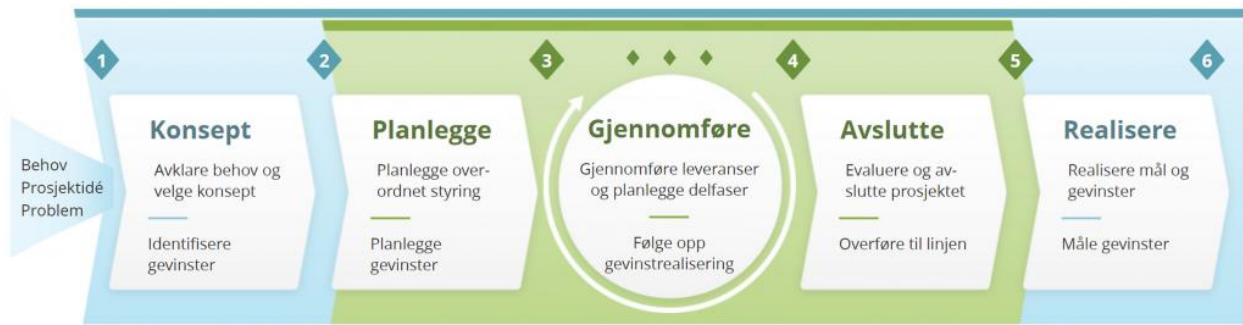 1
2
3
4
5
6
Behov
Prosjektidé
Problem
Konsept
Avklare behov og
velge konsept
Identifisere
gevinster
Planlegge
Planlegge over-
ordnet styring
Planlegge
gevinster
Gjennomføre
Gjennomføre leveranser
og planlegge delfaser
Følge opp
gevinstrealisering
Avslutte
Evaluere og av-
slutte prosjektet
Overføre til linjen
Realisere
Realisere mål og
gevinster
Måle gevinster